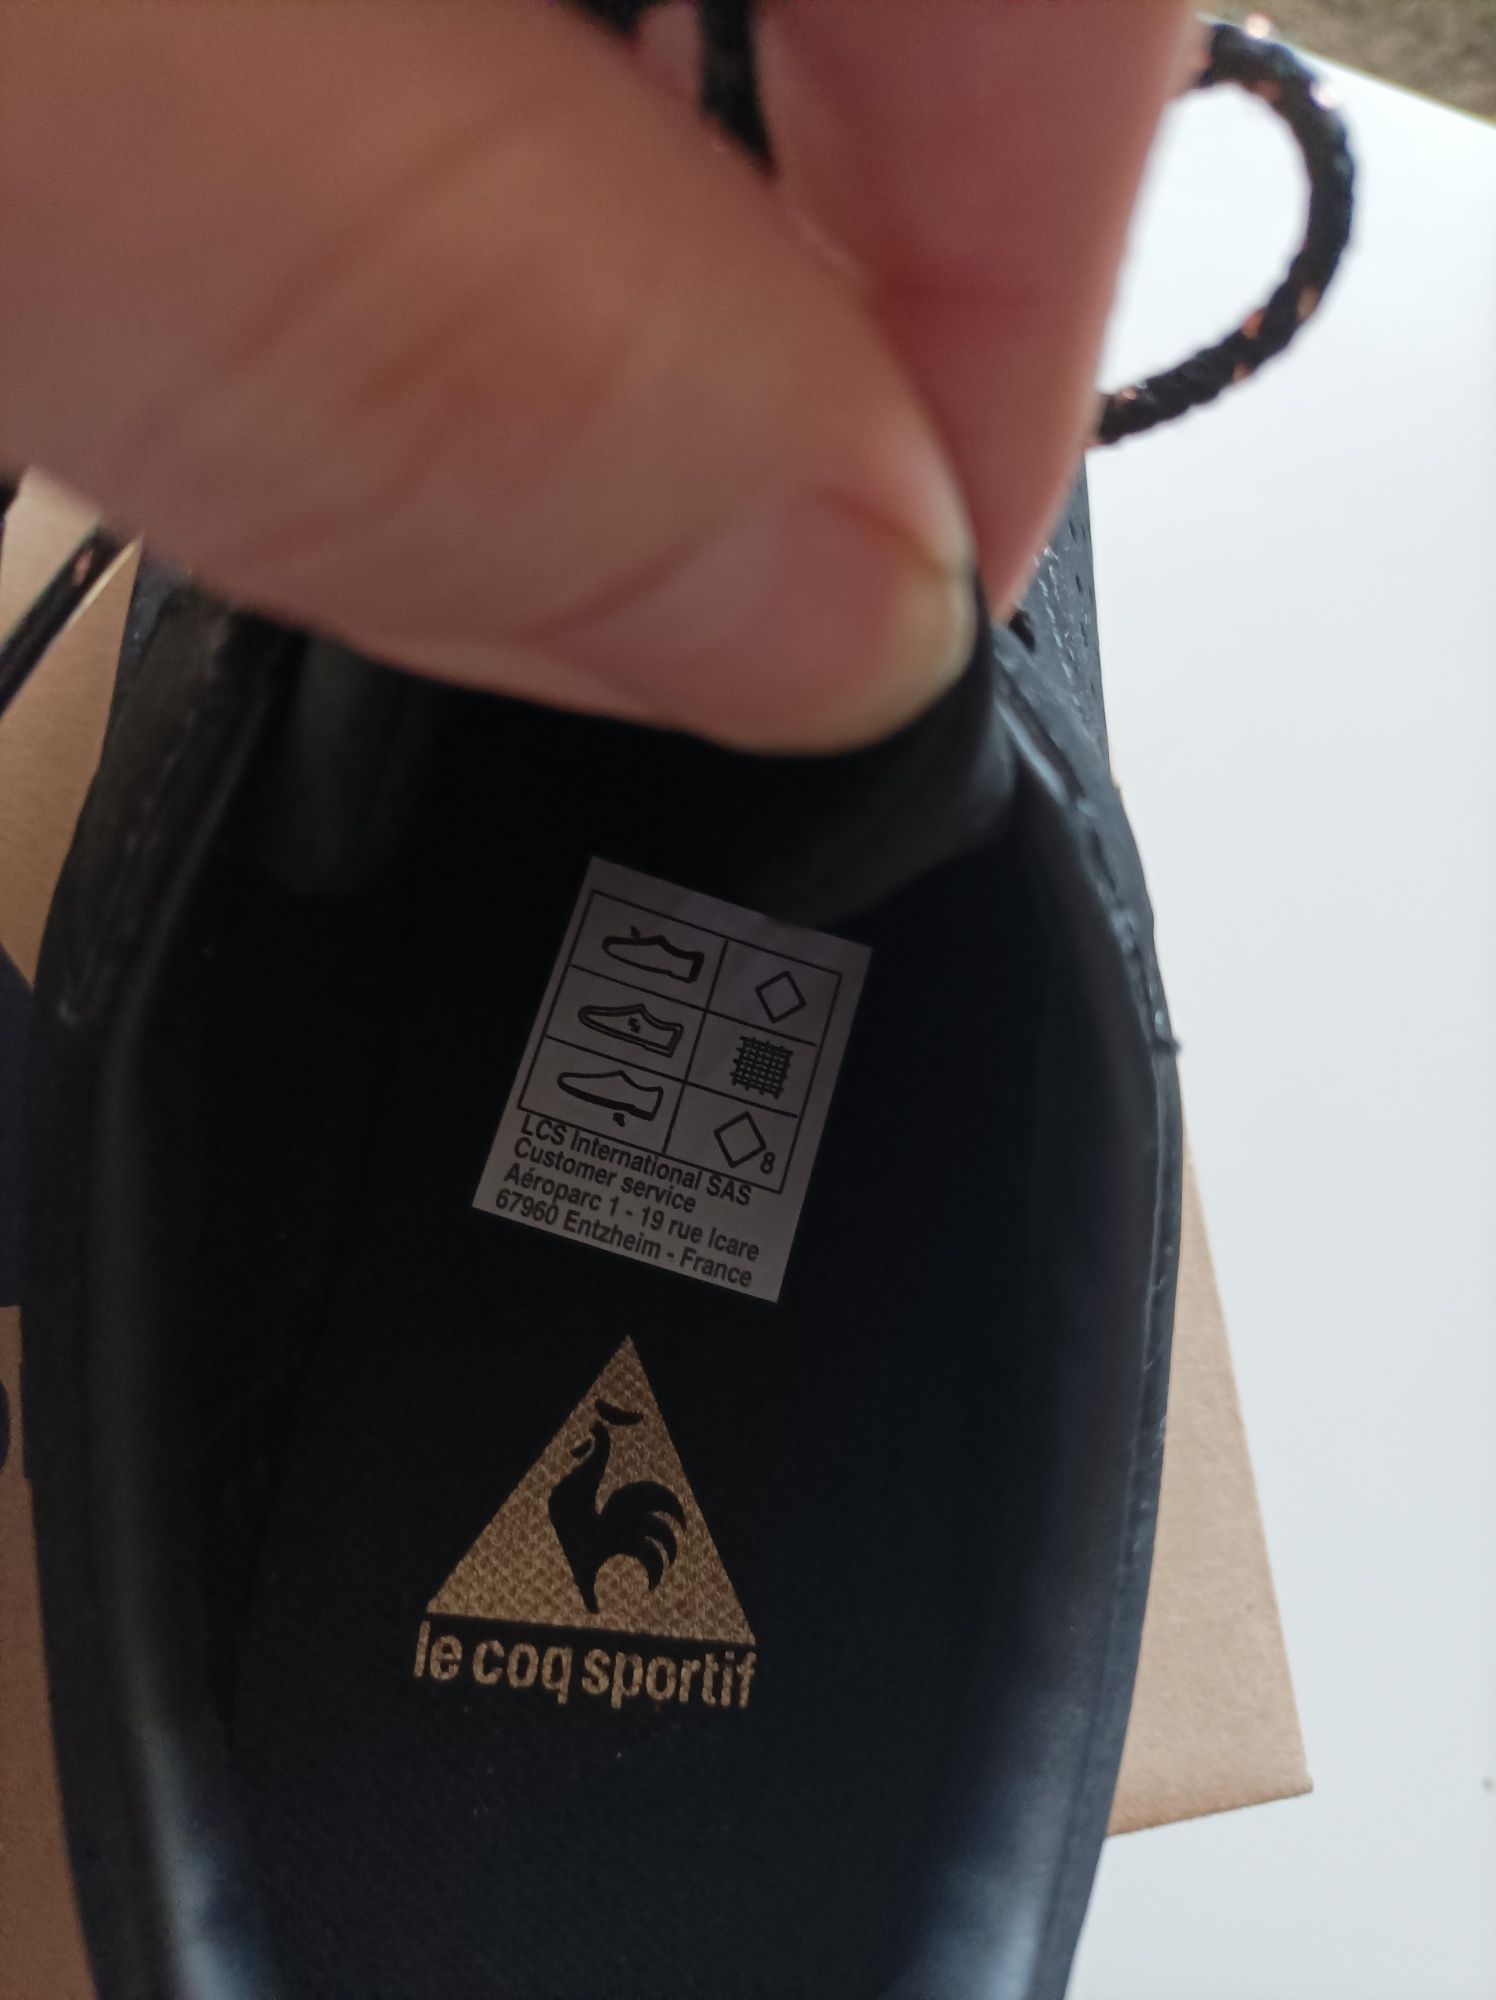 8
LCS International SAS
Customer service
Aéroparc 1 - 19 rue Icare
67960 Entzheim - France
le coq sportif